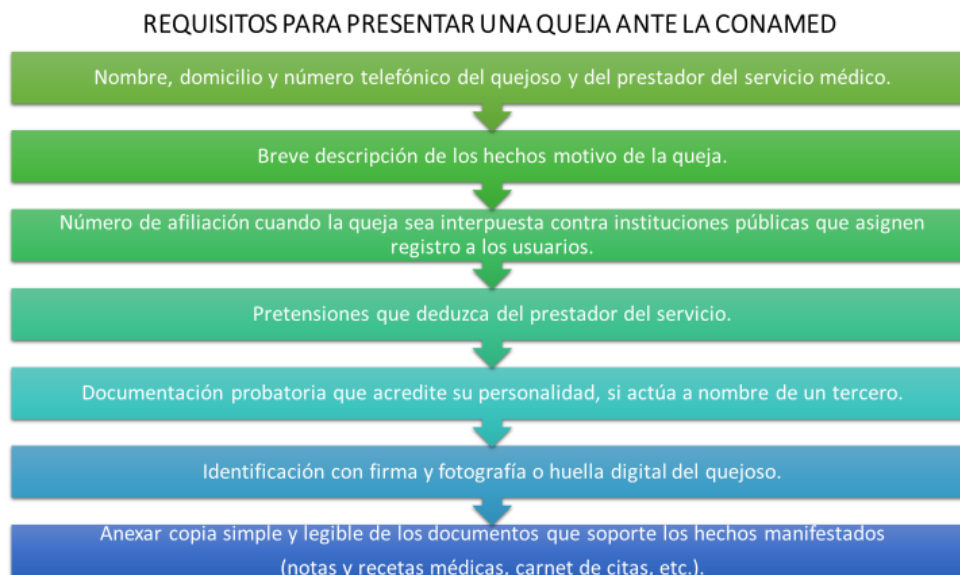 REQUISITOS PARA PRESENTAR UNA QUEJA ANTE LA CONAMED
Nombre, domicilio y número telefónico del quejoso y del prestador del servicio médico.
Breve descripción de los hechos motivo de la queja.
Número de afiliación cuando la queja sea interpuesta contra instituciones públicas que asignen
registro a los usuarios.
Pretensiones que deduzca del prestador del servicio.
Documentación probatoria que acredite su personalidad, si actúa a nombre de un tercero.
Identificación con firma y fotografía o huella digital del quejoso.
Anexar copia simple y legible de los documentos que soporte los hechos manifestados
(notas y recetas médicas, carnet de citas, etc.).